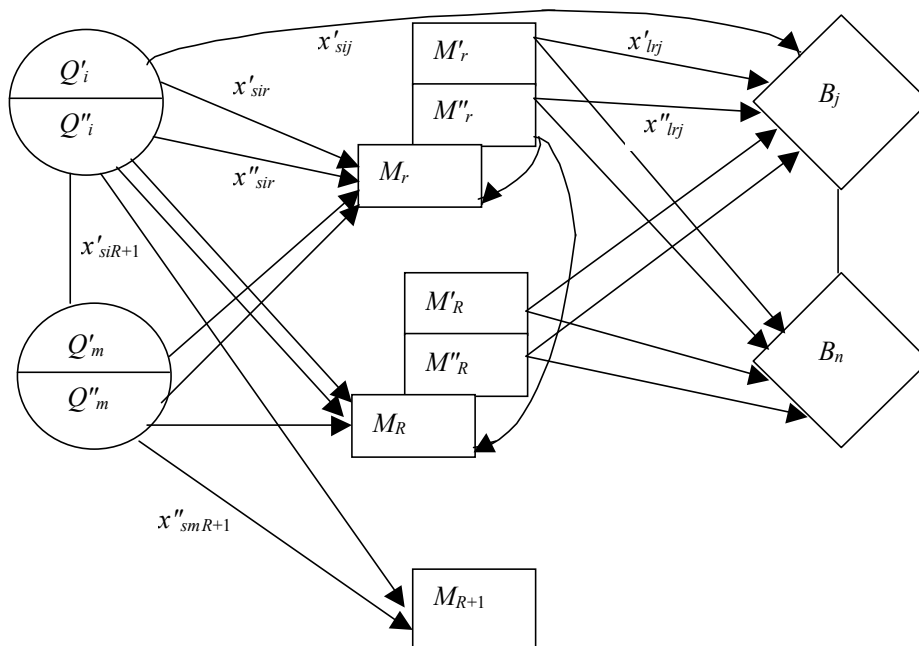 x'sij
M'r
x'lrj
Q'i
x'sir
Bj
Q''i
M''r
x''lrj
x''sir
Mr
x'siR+1
M'R
Q'm
M''R
Bn
Q''m
MR
x''smR+1
MR+1